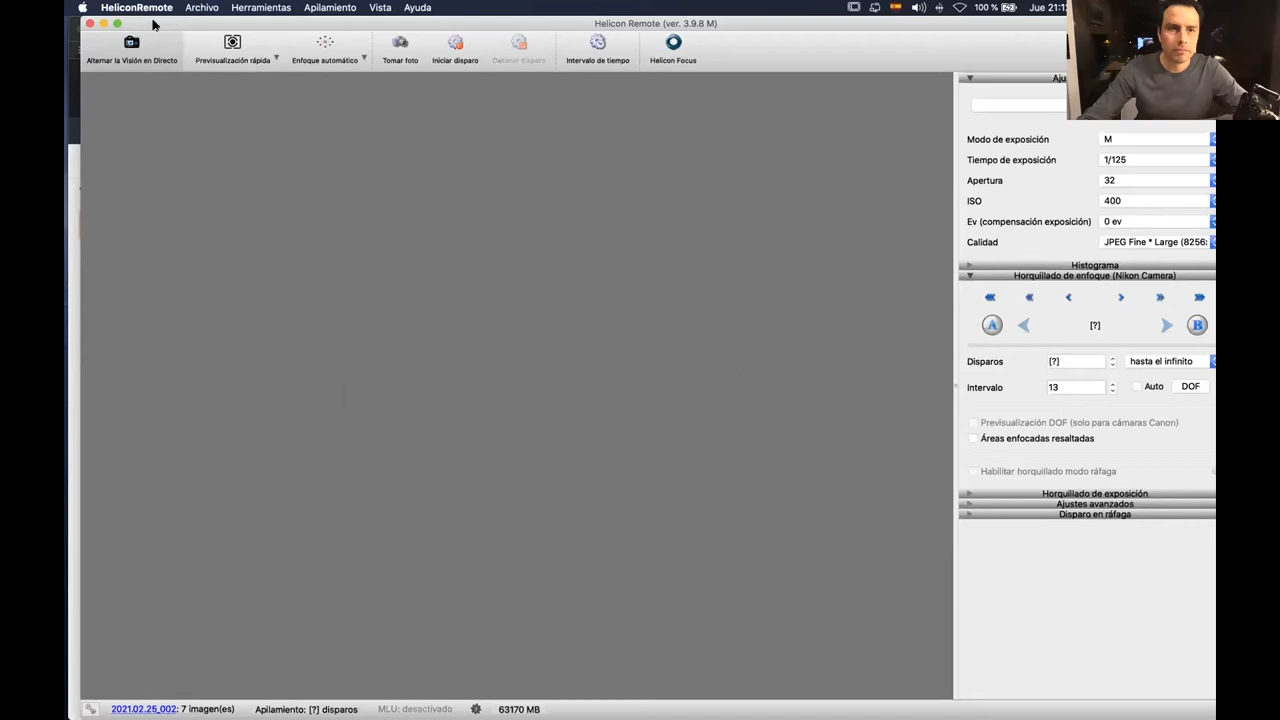 HeliconRemote Archivo Herramientas Apilamiento Vista Ayuda 100 % Jue 21:1
Helicon Remote (ver. 3.9.8 M)
Alternar la Visión en Directo Previsualización rápida Enfoque automático Tomar foto Iniciar disparo Detener disparo Intervalo de tiempo Helicon Focus
Modo de exposición M
Tiempo de exposición 1/125
Apertura 32
ISO 400
Ev (compensación exposición) 0 ev
Calidad JPEG Fine * Large (8256:
Histograma
Horquillado de enfoque (Nikon Camera)
A [?] B
Disparos [?] hasta el infinito
Intervalo 13 Auto DOF
Previsualización DOF (solo para cámaras Canon)
Áreas enfocadas resaltadas
Habilitar horquillado modo ráfaga
Horquillado de exposición
Ajustes avanzados
Disparo en ráfaga
2021.02.25_002: 7 imagen(es) Apilamiento: [?] disparos MLU: desactivado 63170 MB